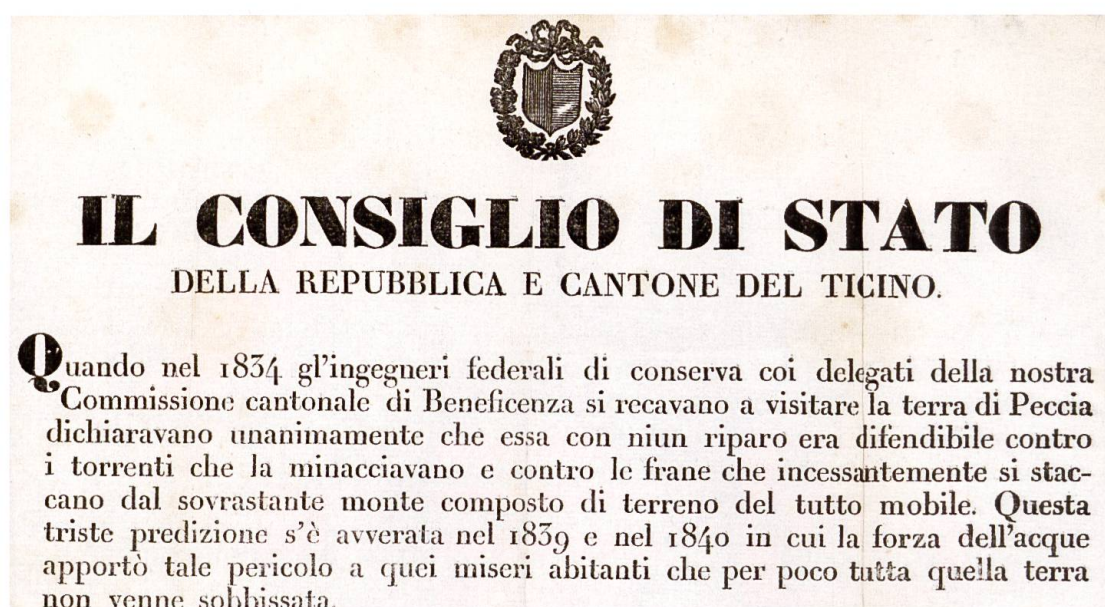 IL CONSIGLIO DI STATO
DELLA REPUBBLICA E CANTONE DEL TICINO.
Quando nel 1834 gl'ingegneri federali di conserva coi delegati della nostra
Commissione cantonale di Beneficenza si recavano a visitare la terra di Peccia
dichiaravano unanimamente che essa con niun riparo era difendibile contro
i torrenti che la minacciavano e contro le frane che incessantemente si stac-
cano dal sovrastante monte composto di terreno del tutto mobile. Questa
triste predizione s'è avverata nel 1839 e nel 1840 in cui la forza dell'acque
apportò tale pericolo a quei miseri abitanti che per poco tutta quella terra
non venne sobbissata.